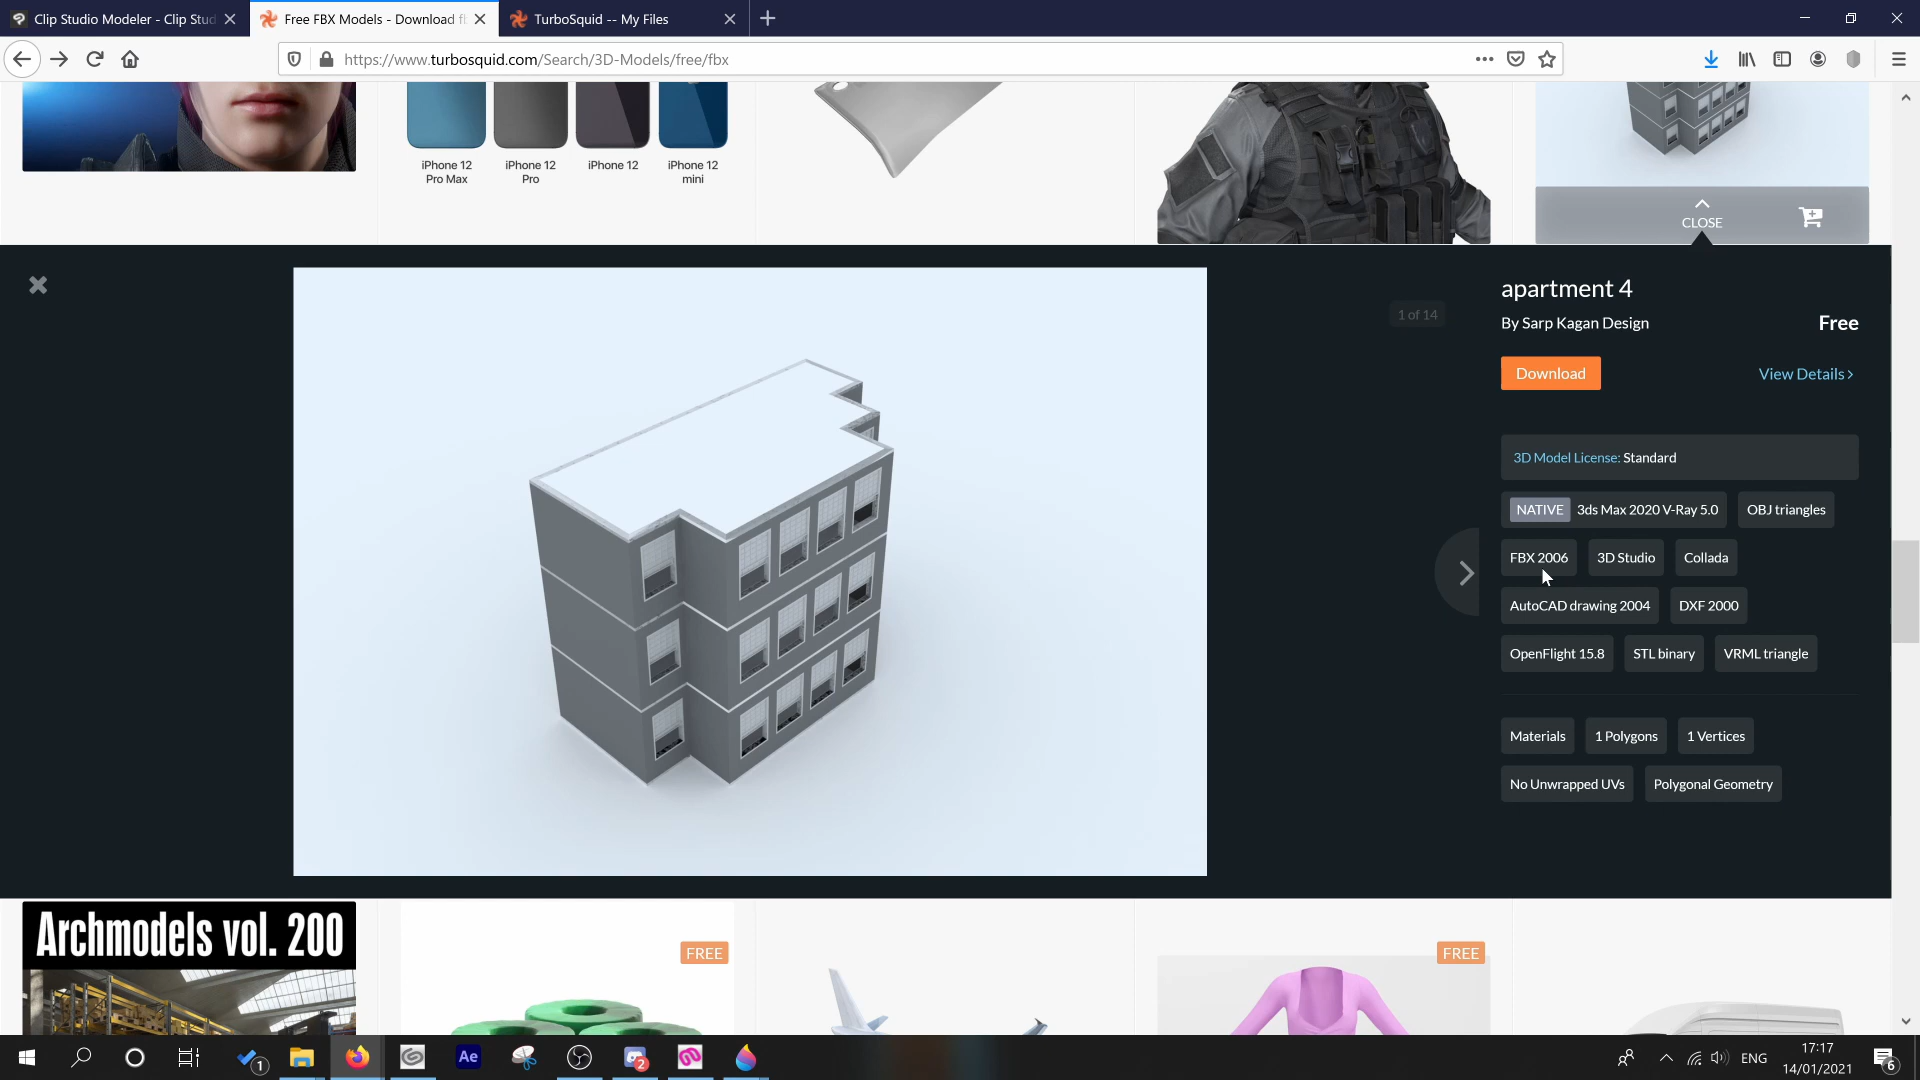 Clip Studio Modeler - Clip Stud
Free FBX Models - Download f
TurboSquid -- My Files
https://www.turbosquid.com/Search/3D-Models/free/fbx
iPhone 12
Pro Max
iPhone 12
Pro
iPhone 12
iPhone 12
mini
CLOSE
1 of 14
apartment 4
By Sarp Kagan Design
Free
Download
View Details ›
3D Model License: Standard
NATIVE 3ds Max 2020 V-Ray 5.0
OBJ triangles
FBX 2006
3D Studio
Collada
AutoCAD drawing 2004
DXF 2000
OpenFlight 15.8
STL binary
VRML triangle
Materials
1 Polygons
1 Vertices
No Unwrapped UVs
Polygonal Geometry
Archmodels vol. 200
FREE
FREE
1
Ae
2
ENG
17:17
14/01/2021
6